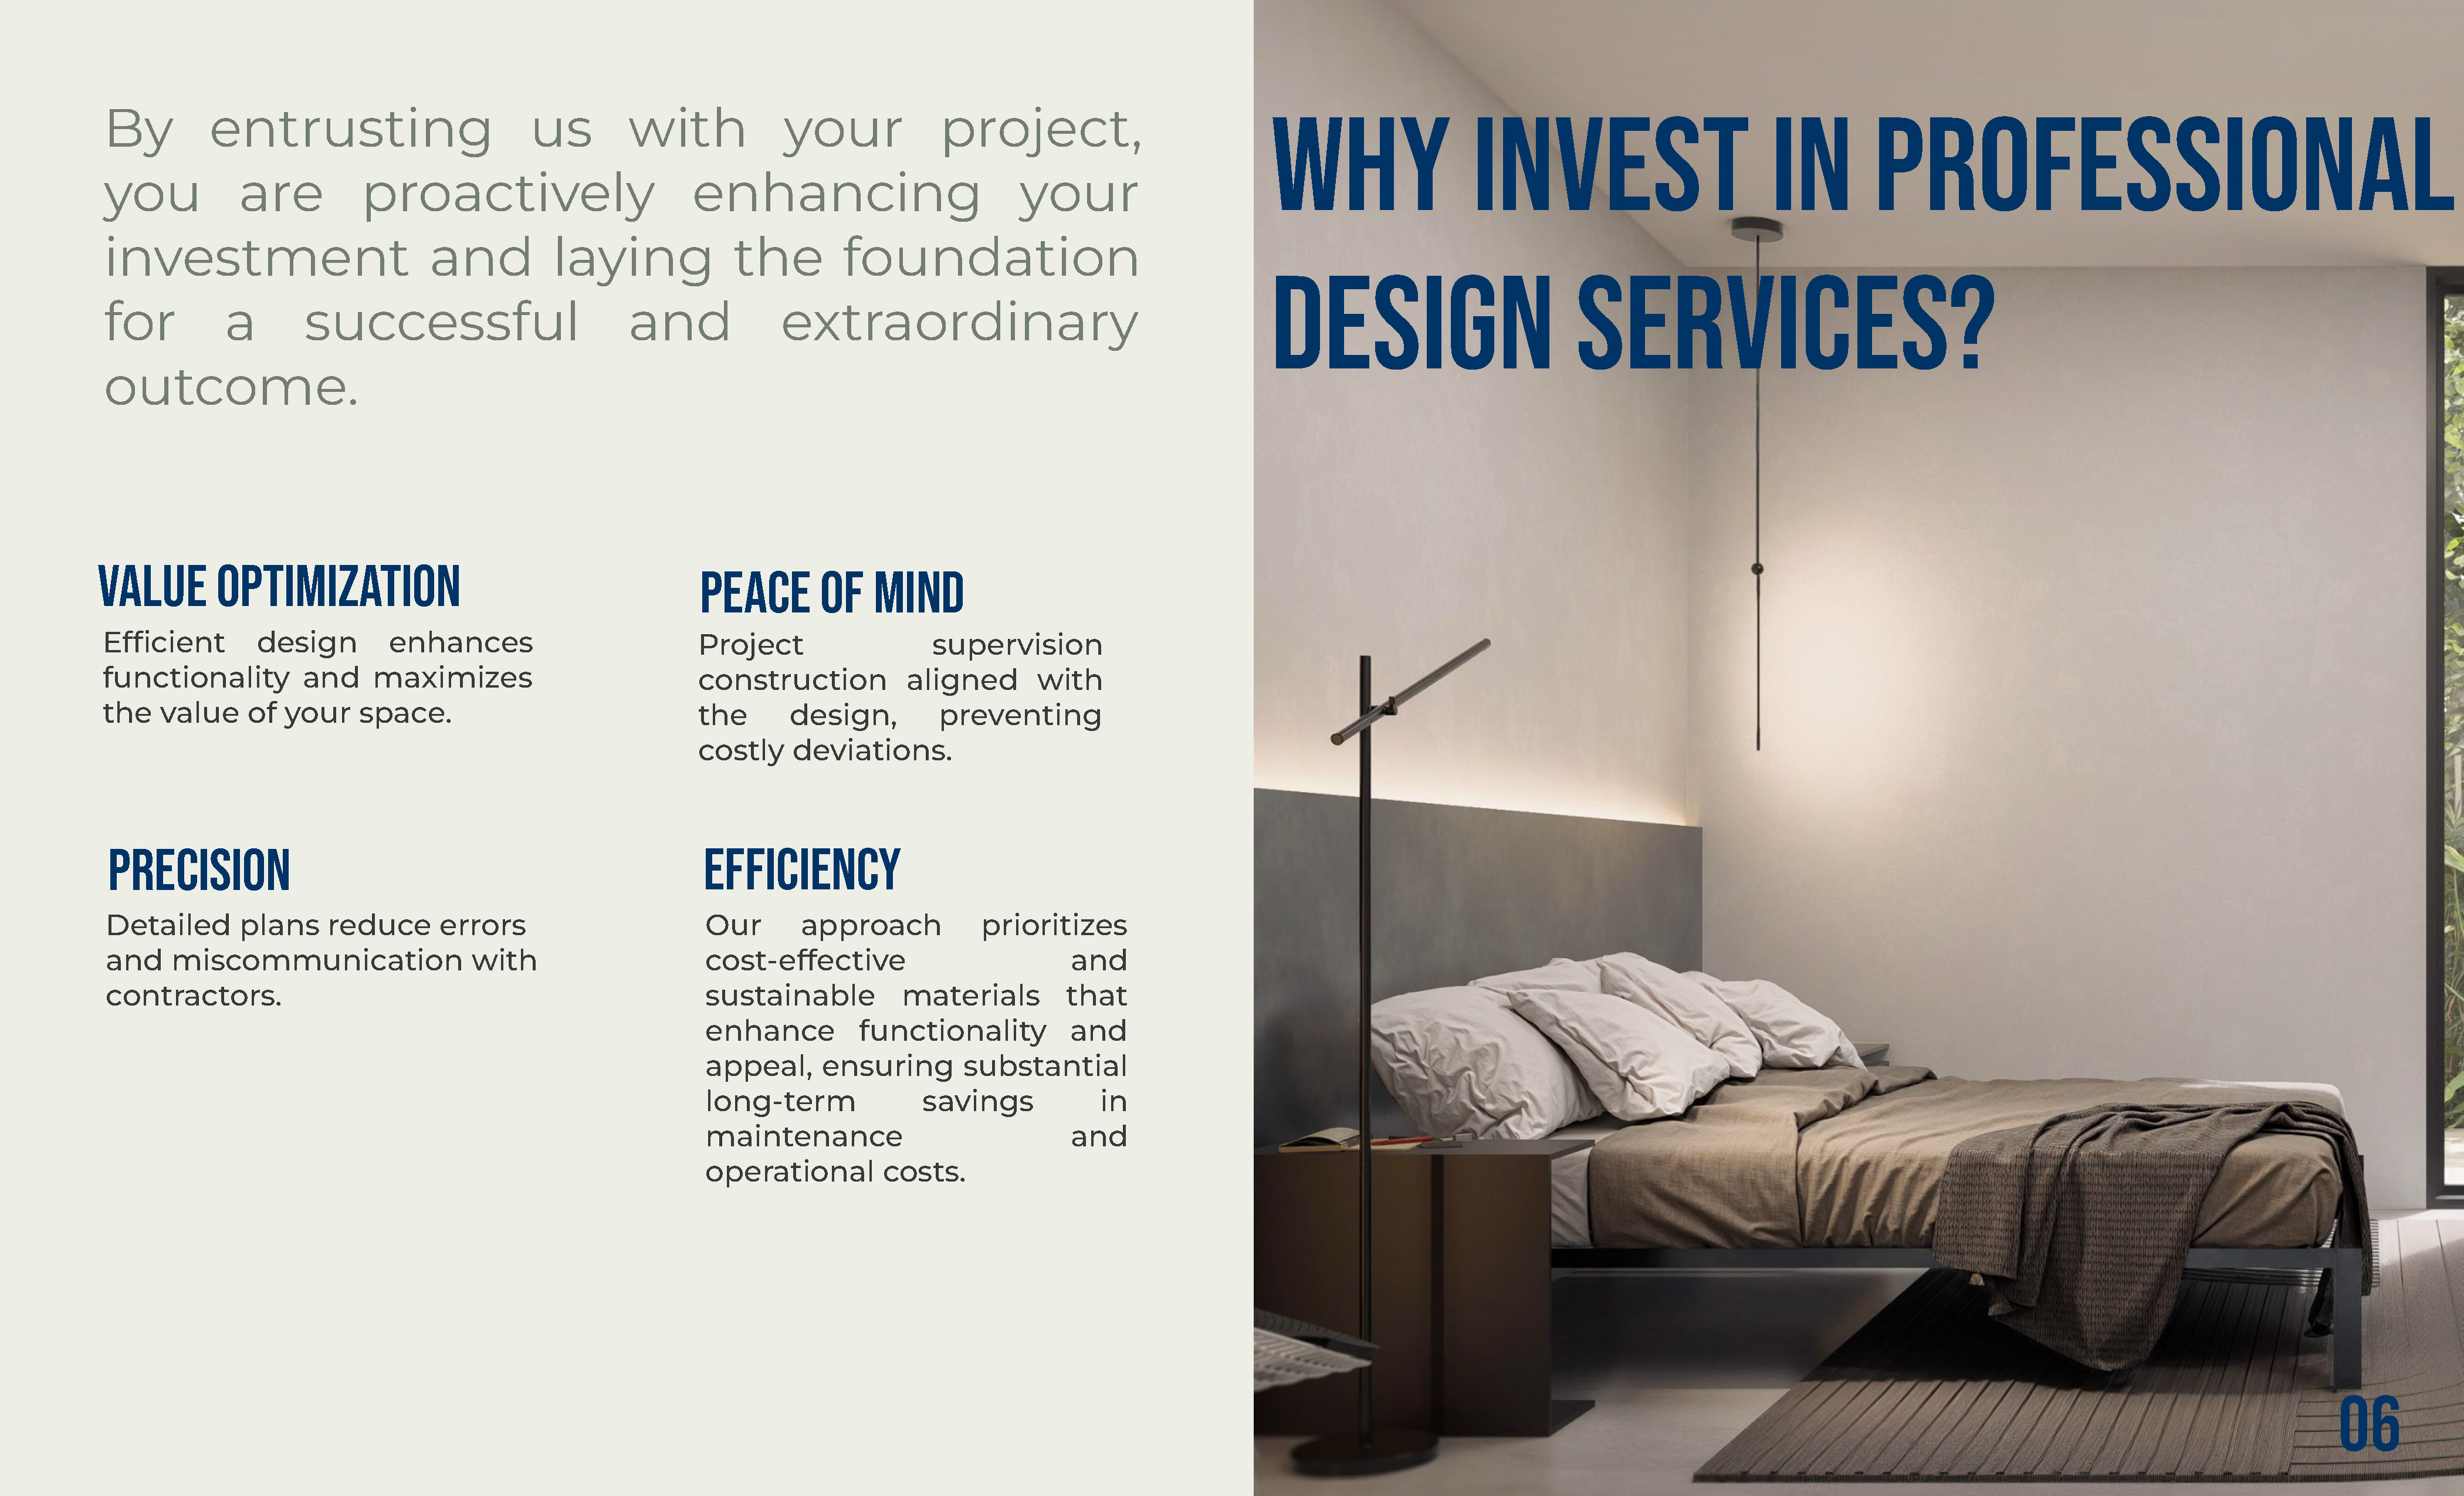 By entrusting us with your project,
you are proactively enhancing your
investment and laying the foundation
for a successful and extraordinary
outcome.
VALUE OPTIMIZATION
Efficient design enhances
functionality and maximizes
the value of your space.
PEACE OF MIND
Project supervision
construction aligned with
the design, preventing
costly deviations.
PRECISION
Detailed plans reduce errors
and miscommunication with
contractors.
EFFICIENCY
Our approach prioritizes
cost-effective and
sustainable materials that
enhance functionality and
appeal, ensuring substantial
long-term savings in
maintenance and
operational costs.
WHY INVEST IN PROFESSIONAL
DESIGN SERVICES?
06